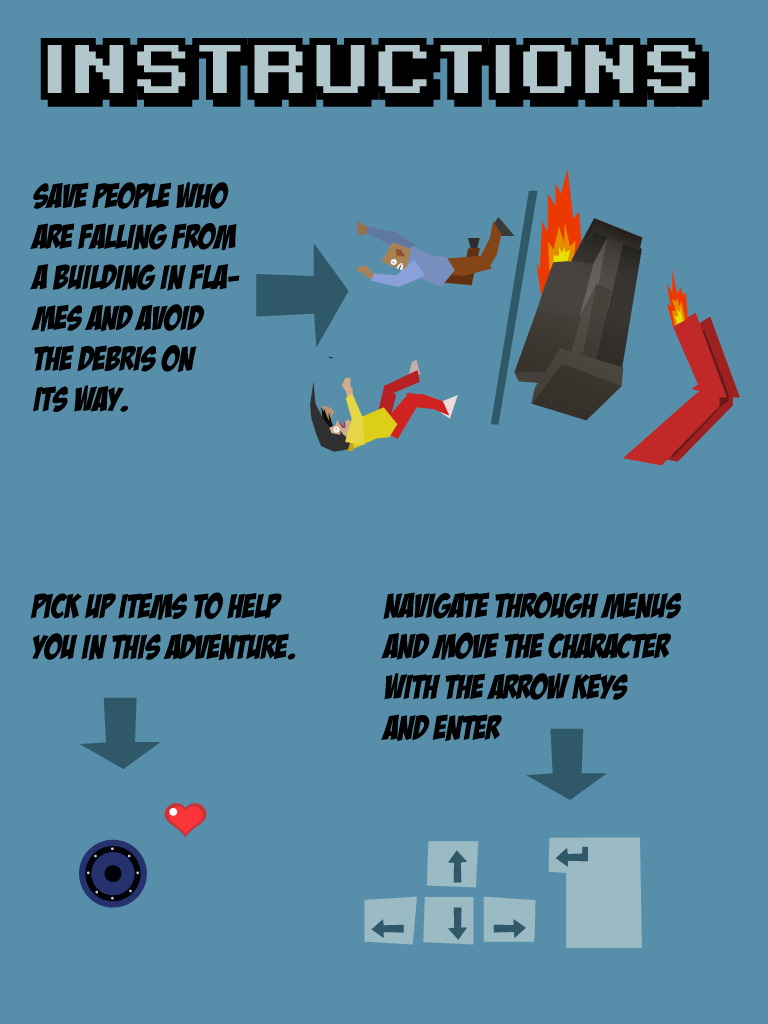 INSTRUCTIONS
SAVE PEOPLE WHO
ARE FALLING FROM
A BUILDING IN FLA-
MES AND AVOID
THE DEBRIS ON
ITS WAY.
PICK UP ITEMS TO HELP
YOU IN THIS ADVENTURE.
NAVIGATE THROUGH MENUS
AND MOVE THE CHARACTER
WITH THE ARROW KEYS
AND ENTER